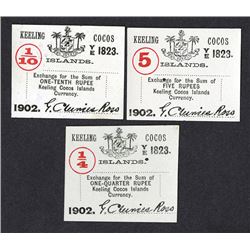 KEELING COCOS
1/10 Y/E 1823.
ISLANDS.
Exchange for the Sum of
ONE-TENTH RUPEE
Keeling Cocos Islands
Currency.
1902. G. Clunies Ross
KEELING COCOS
5 Y/E 1823.
ISLANDS.
Exchange for the Sum of
FIVE RUPEES
Keeling Cocos Islands
Currency.
1902. G. Clunies Ross
KEELING COCOS
1/4 Y/E 1823.
ISLANDS.
Exchange for the Sum of
ONE-QUARTER RUPEE
Keeling Cocos Islands
Currency.
1902. G. Clunies Ross